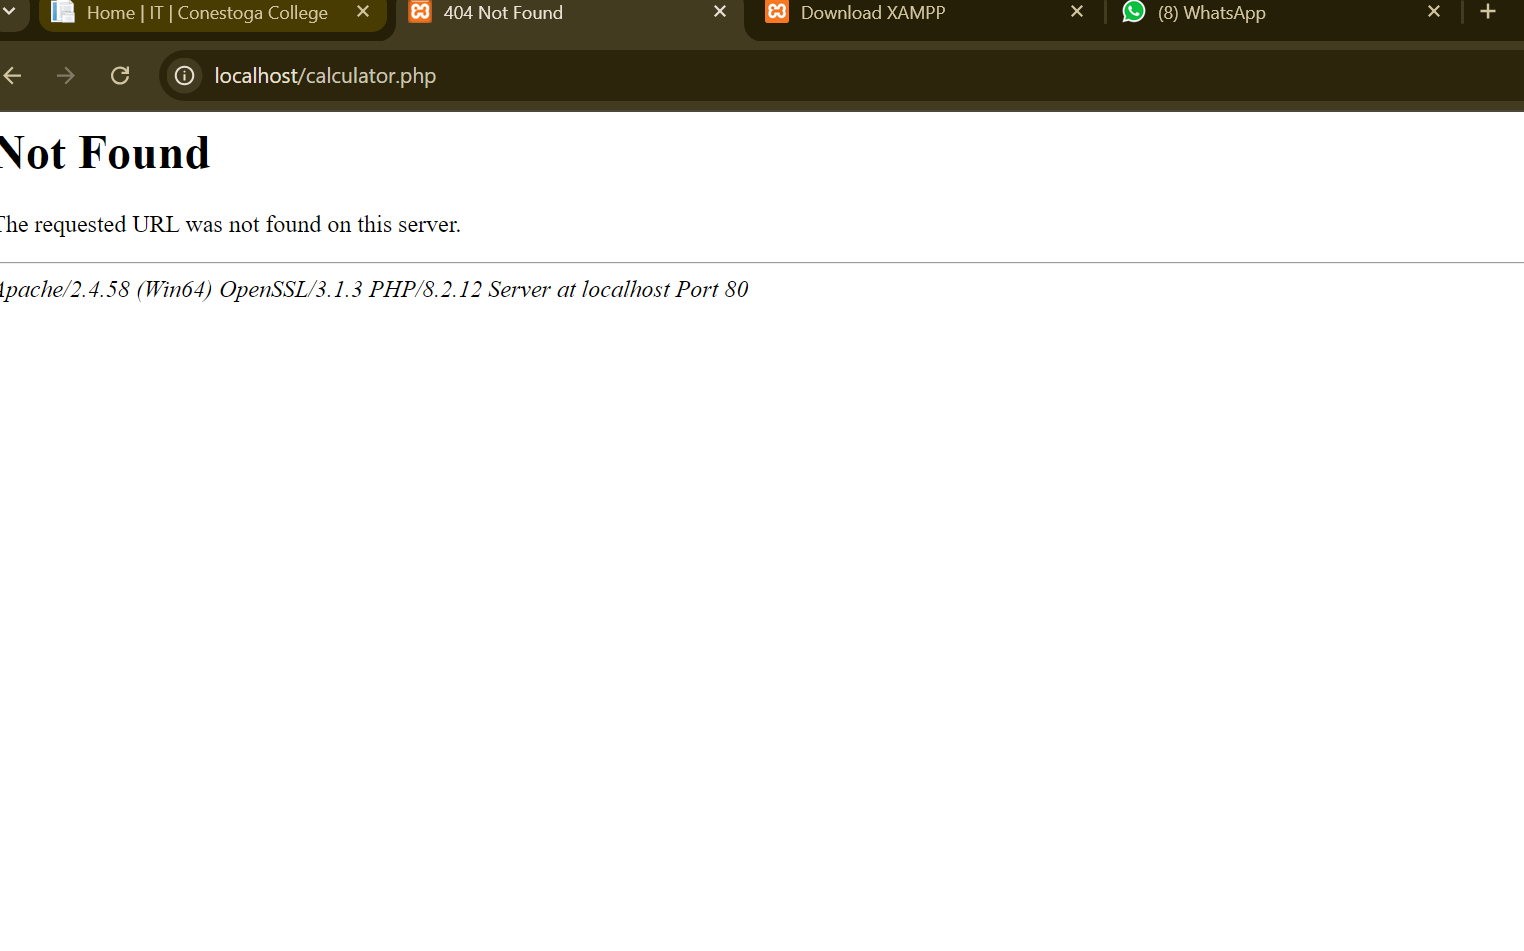 Home | IT | Conestoga College
404 Not Found
Download XAMPP
(8) WhatsApp
localhost/calculator.php
Not Found
The requested URL was not found on this server.
Apache/2.4.58 (Win64) OpenSSL/3.1.3 PHP/8.2.12 Server at localhost Port 80